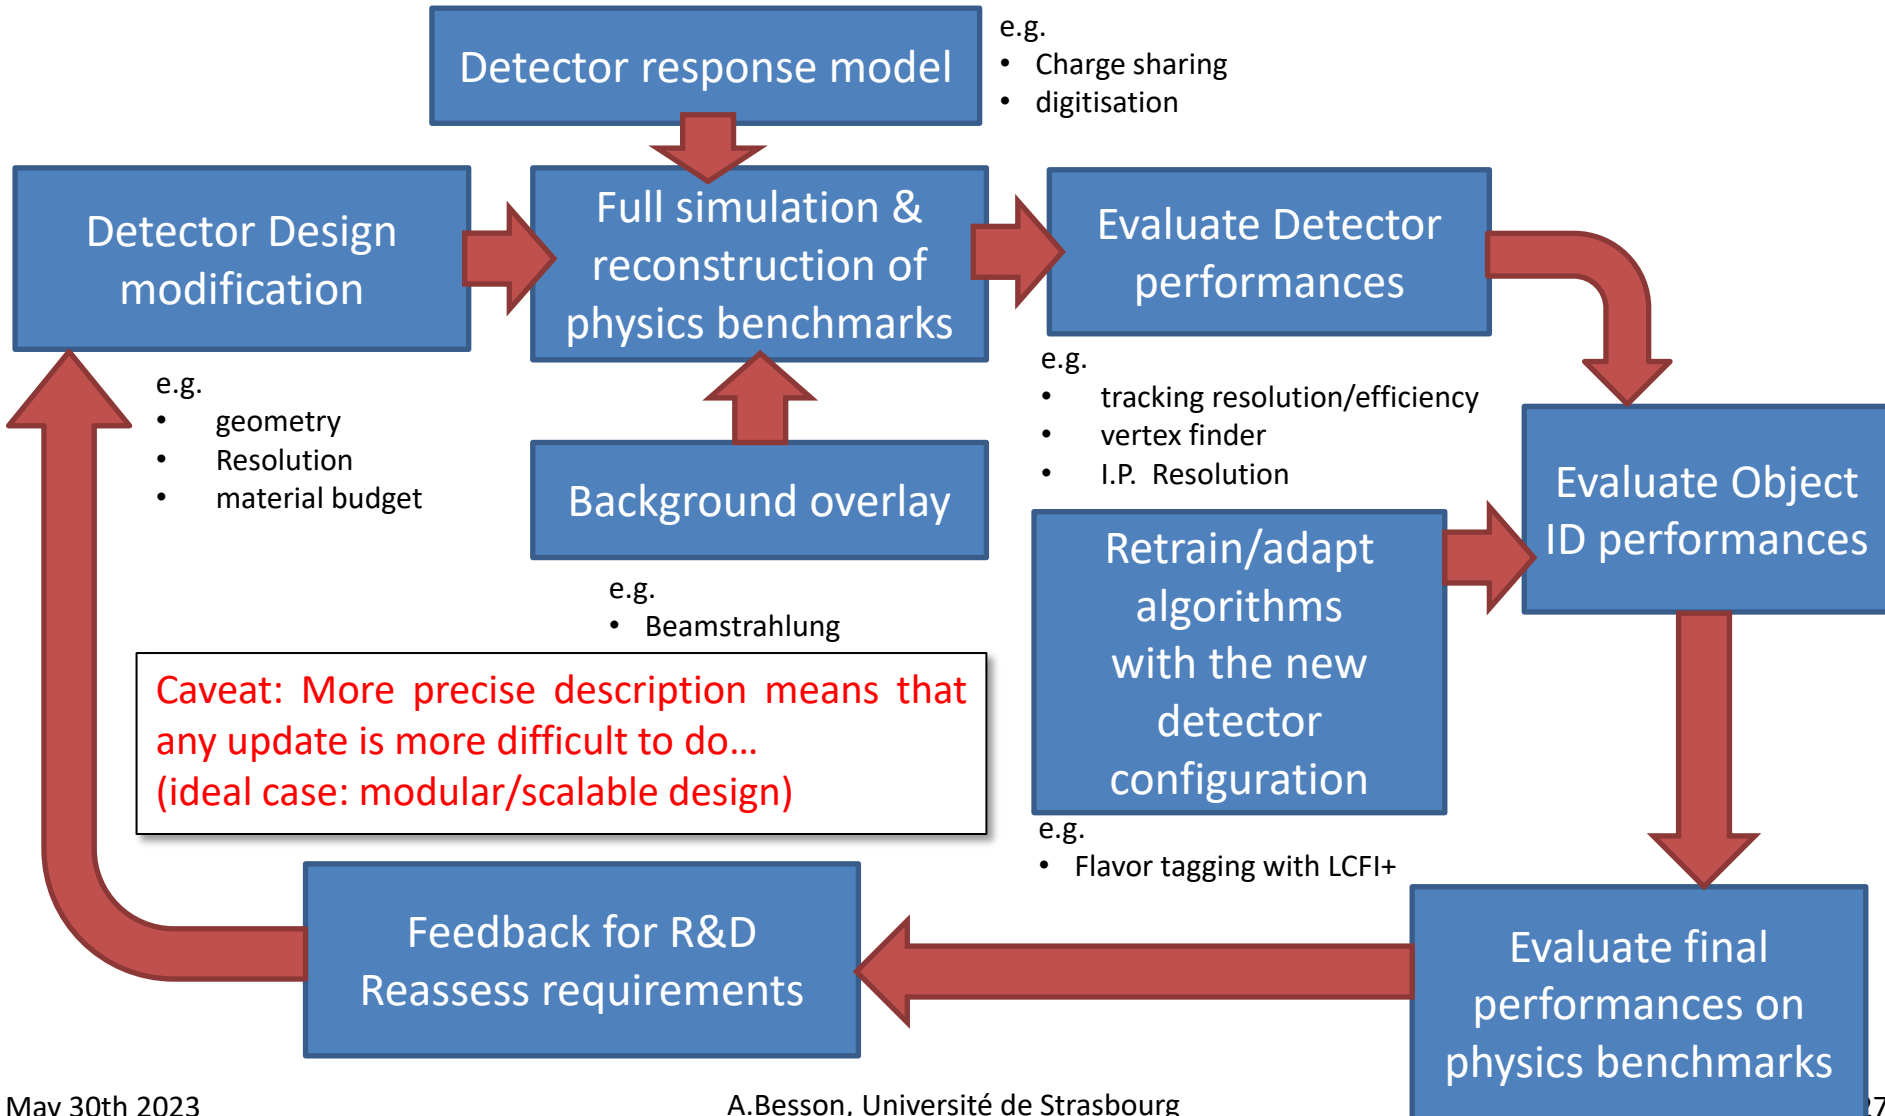 Detector response model
e.g.
• Charge sharing
• digitisation
Detector Design
modification
Full simulation &
reconstruction of
physics benchmarks
Evaluate Detector
performances
e.g.
• geometry
• Resolution
• material budget
Background overlay
e.g.
• Beamstrahlung
e.g.
• tracking resolution/efficiency
• vertex finder
• I.P. Resolution
Evaluate Object
ID performances
Retrain/adapt
algorithms
with the new
detector
configuration
e.g.
• Flavor tagging with LCFI+
Caveat: More precise description means that
any update is more difficult to do…
(ideal case: modular/scalable design)
Feedback for R&D
Reassess requirements
Evaluate final
performances on
physics benchmarks
May 30th 2023
A.Besson, Université de Strasbourg
27